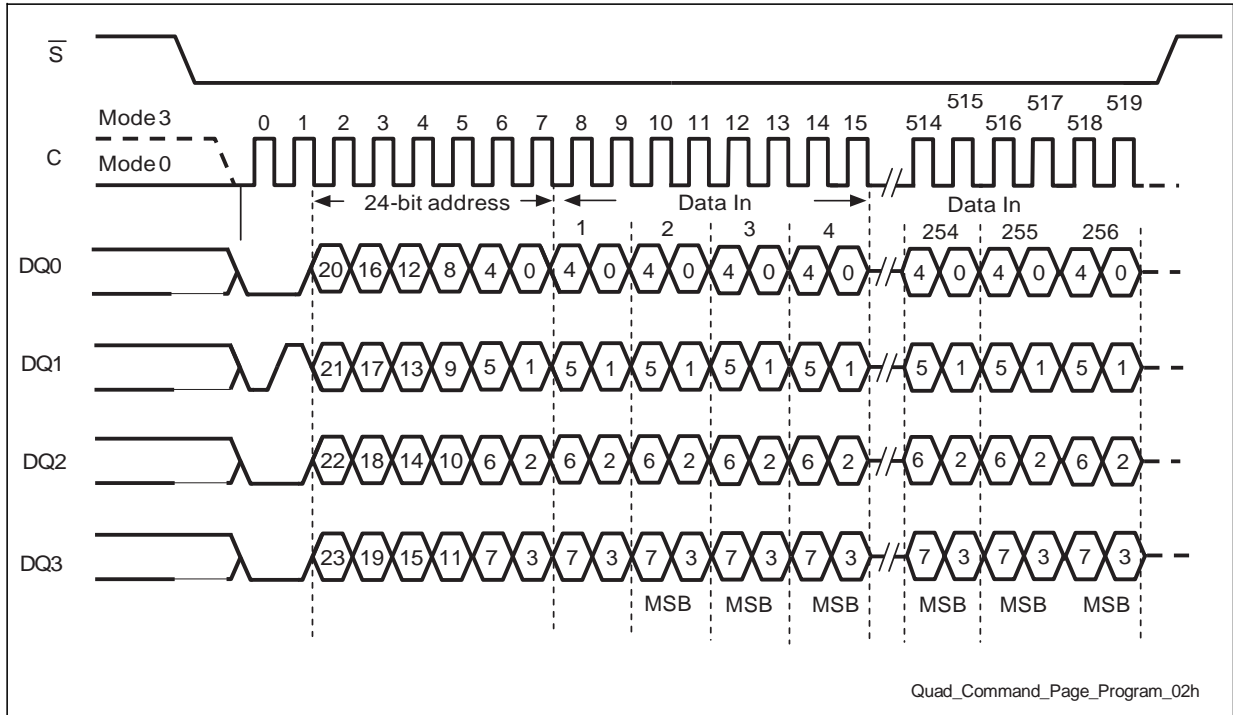 S
515 517 519
Mode 3
0 1 2 3 4 5 6 7 8 9 10 11 12 13 14 15 514 516 518
C
Mode 0
24-bit address Data In Data In
1 2 3 4 254 255 256
DQ0 20 16 12 8 4 0 4 0 4 0 4 0 4 0 4 0 4 0 4 0
DQ1 21 17 13 9 5 1 5 1 5 1 5 1 5 1 5 1 5 1 5 1
DQ2 22 18 14 10 6 2 6 2 6 2 6 2 6 2 6 2 6 2 6 2
DQ3 23 19 15 11 7 3 7 3 7 3 7 3 7 3 7 3 7 3 7 3
MSB MSB MSB MSB MSB MSB
Quad_Command_Page_Program_02h